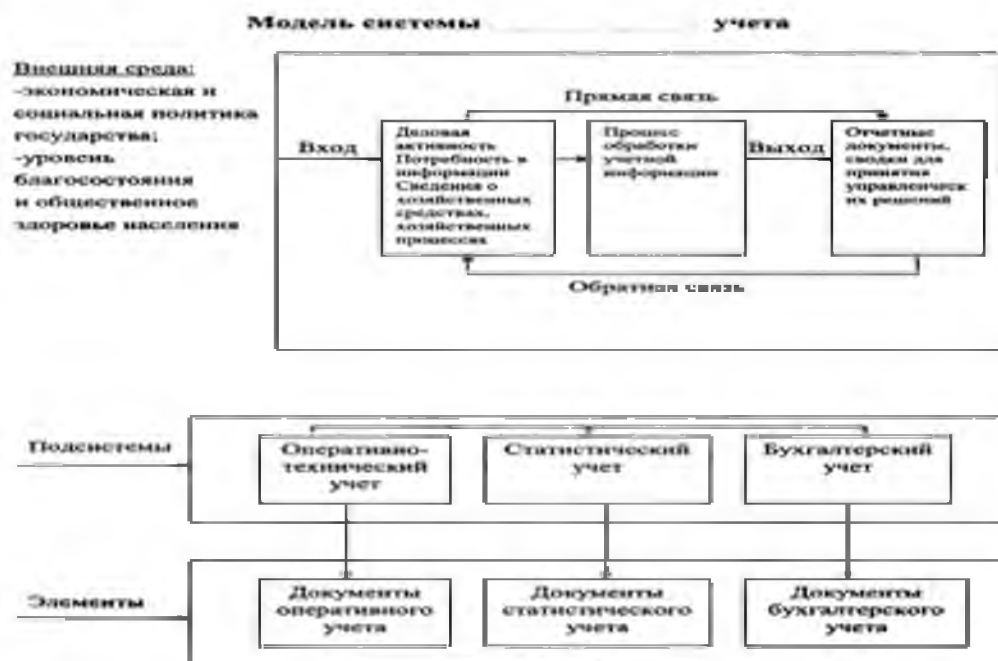 Модель системы ____________ учета
Внешняя среда:
-экономическая и
социальная политика
государства;
-уровень
благосостояния
и общественное
здоровье населения
Прямая связь
Вход
Деловая
активность
Потребность в
информации
Сведения о
хозяйственных
средствах,
хозяйственных
процессах
Процесс
обработки
учетной
информации
Выход
Отчетные
документы,
сводки для
принятия
управленческ
их решений
Обратная связь
Подсистемы
Оперативно-
технический
учет
Статистический
учет
Бухгалтерский
учет
Элементы
Документы
оперативного
учета
Документы
статистического
учета
Документы
бухгалтерского
учета